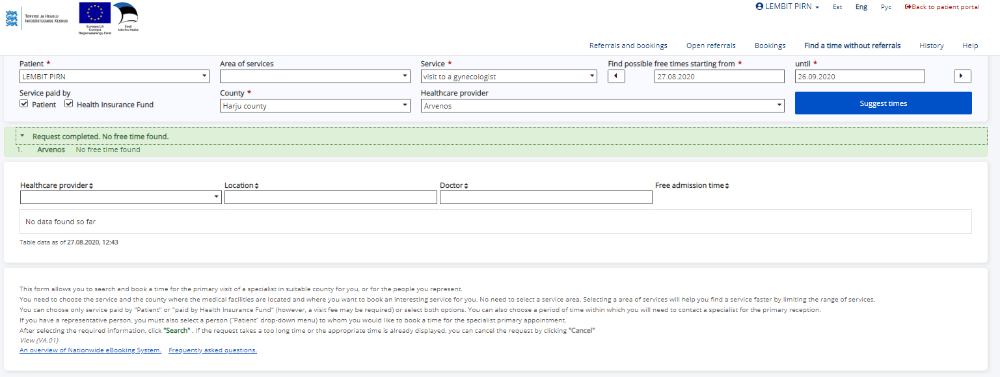 TERVISE JA HEAOLU
INFOSÜSTEEMIDE KESKUS
Euroopa Liit
Euroopa
Regionaalarengu Fond
Eesti
tuleviku heaks
LEMBIT PIRN
Est
Eng
Рус
Back to patient portal
Referrals and bookings
Open referrals
Bookings
Find a time without referrals
History
Help
Patient *
Area of services
Service *
Find possible free times starting from *
until *
LEMBIT PIRN
visit to a gynecologist
27.08.2020
26.09.2020
Service paid by
County *
Healthcare provider
Patient
Health Insurance Fund
Harju county
Arvenos
Suggest times
Request completed. No free time found.
1. Arvenos No free time found
Healthcare provider
Location
Doctor
Free admission time
No data found so far
Table data as of 27.08.2020, 12:43
This form allows you to search and book a time for the primary visit of a specialist in suitable county for you, or for the people you represent.
You need to choose the service and the county where the medical facilities are located and where you want to book an interesting service for you. No need to select a service area. Selecting a area of services will help you find a service faster by limiting the range of services.
You can choose only service paid by "Patient" or "paid by Health Insurance Fund" (however, a visit fee may be required) or select both options. You can also choose a period of time within which you will need to contact a specialist for the primary reception.
If you have a representative person, you must also select a person ("Patient" drop-down menu) to whom you would like to book a time for the specialist primary appointment.
After selecting the required information, click "Search" . If the request takes a too long time or the appropriate time is already displayed, you can cancel the request by clicking "Cancel"
View (VA.01)
An overview of Nationwide eBooking System. Frequently asked questions.